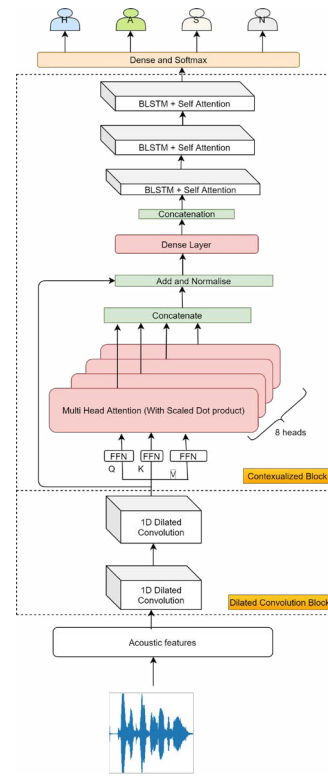 H A S N
Dense and Softmax
BLSTM + Self Attention
BLSTM + Self Attention
BLSTM + Self Attention
Concatenation
Dense Layer
Add and Normalise
Concatenate
Multi Head Attention (With Scaled Dot product)
8 heads
FFN FFN FFN
Q K V
Contexualized Block
1D Dilated
Convolution
1D Dilated
Convolution
Dilated Convolution Block
Acoustic features